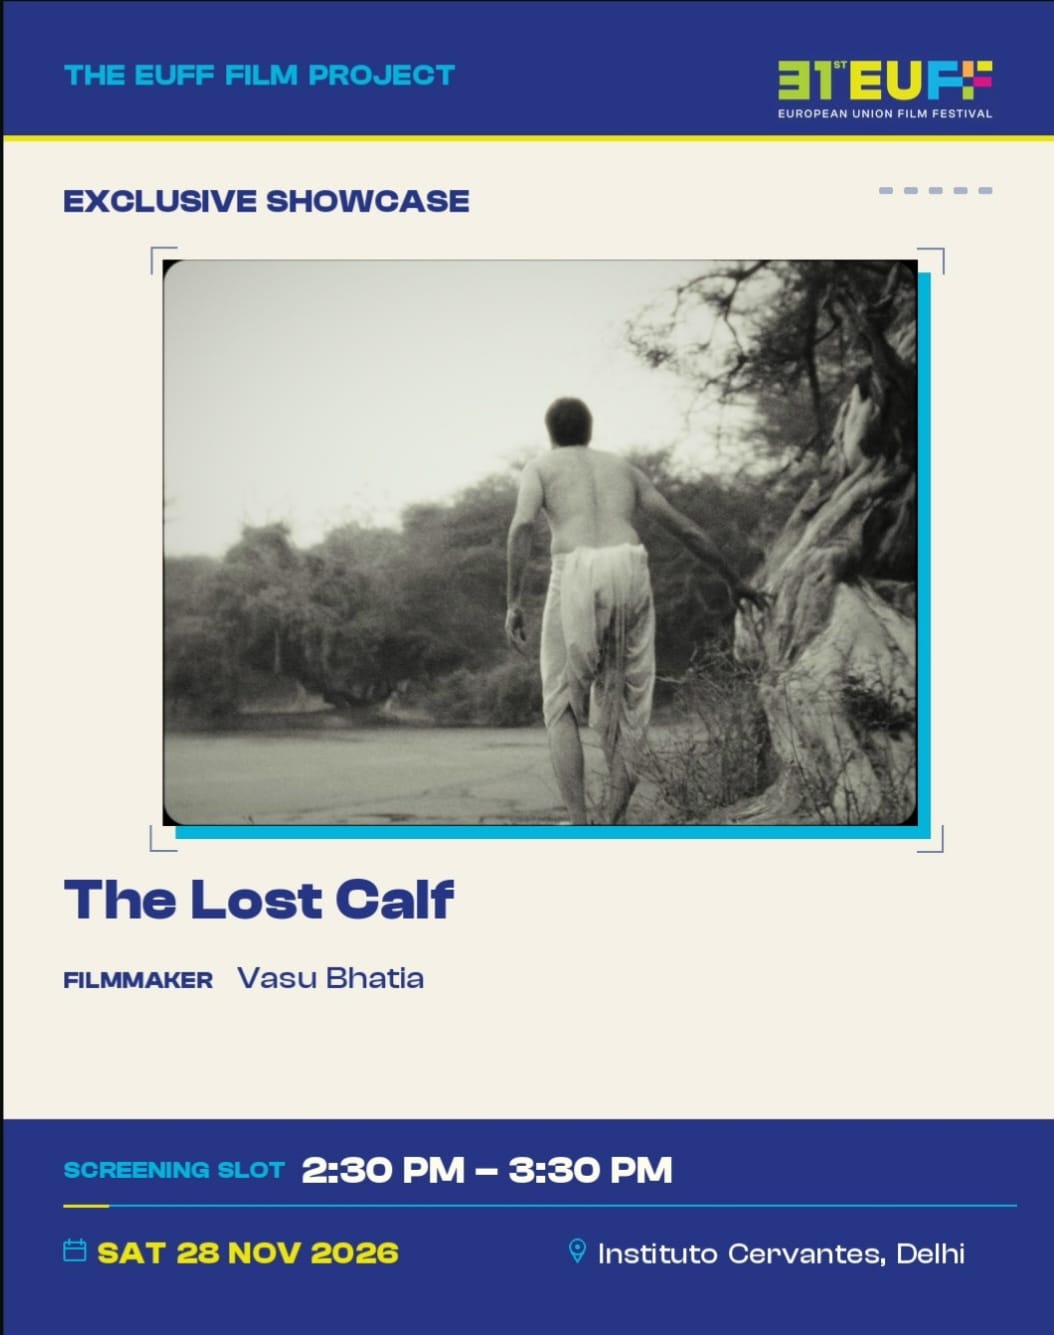 THE EUFF FILM PROJECT
31ST EUFF
EUROPEAN UNION FILM FESTIVAL
EXCLUSIVE SHOWCASE
The Lost Calf
FILMMAKER Vasu Bhatia
SCREENING SLOT 2:30 PM – 3:30 PM
SAT 28 NOV 2026
Instituto Cervantes, Delhi